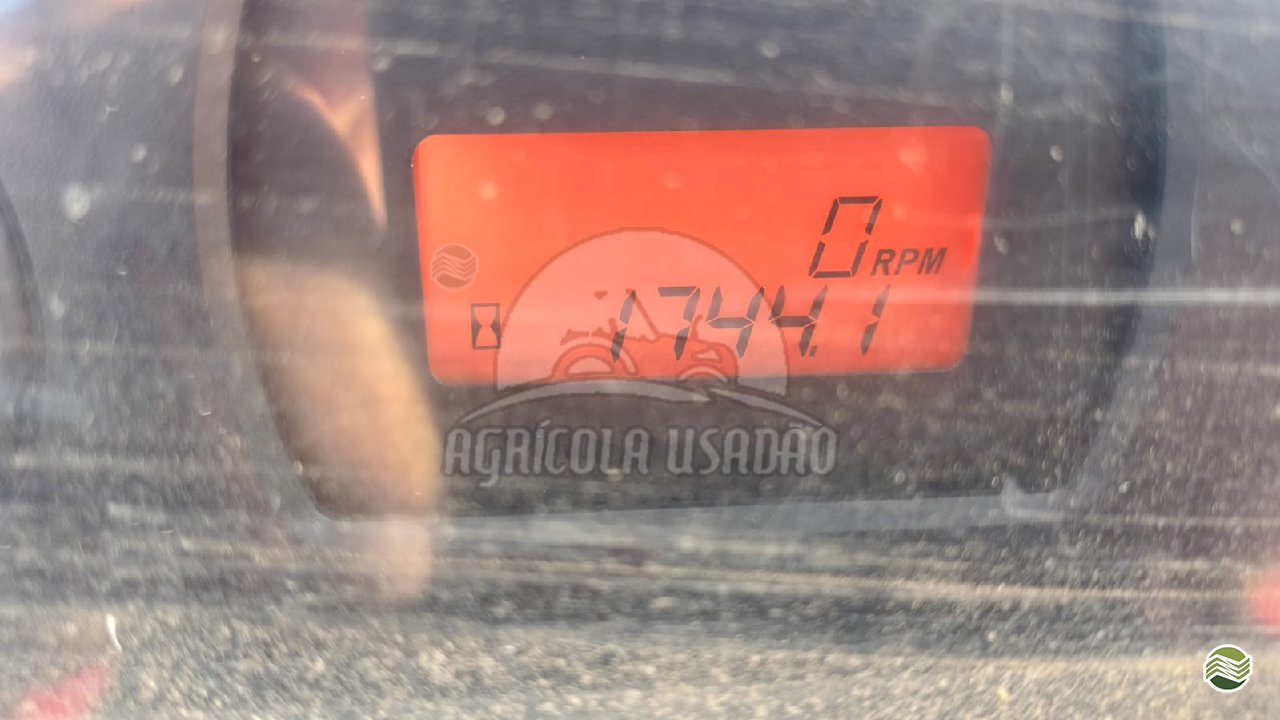 0 RPM
1744.1
AGRÍCOLA USADÃO